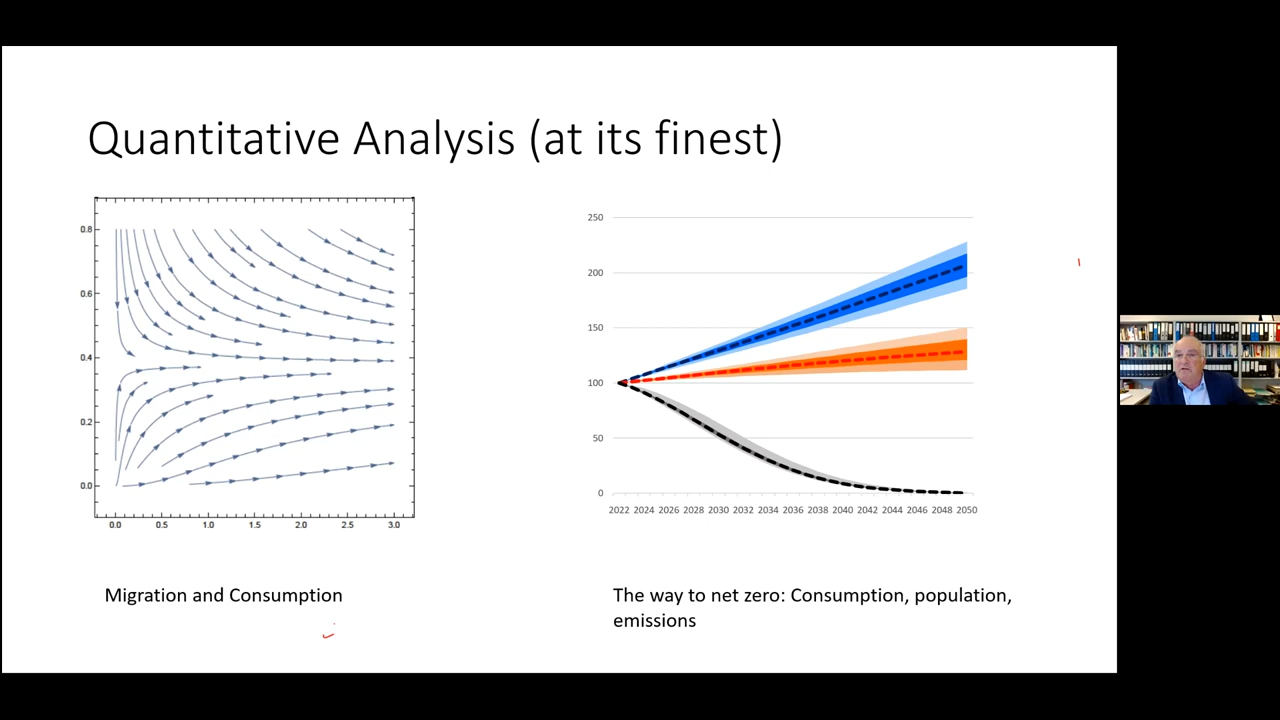 Quantitative Analysis (at its finest)
0.8
0.6
0.4
0.2
0.0
0.0 0.5 1.0 1.5 2.0 2.5 3.0
250
200
150
100
50
0
2022 2024 2026 2028 2030 2032 2034 2036 2038 2040 2042 2044 2046 2048 2050
Migration and Consumption
The way to net zero: Consumption, population,
emissions